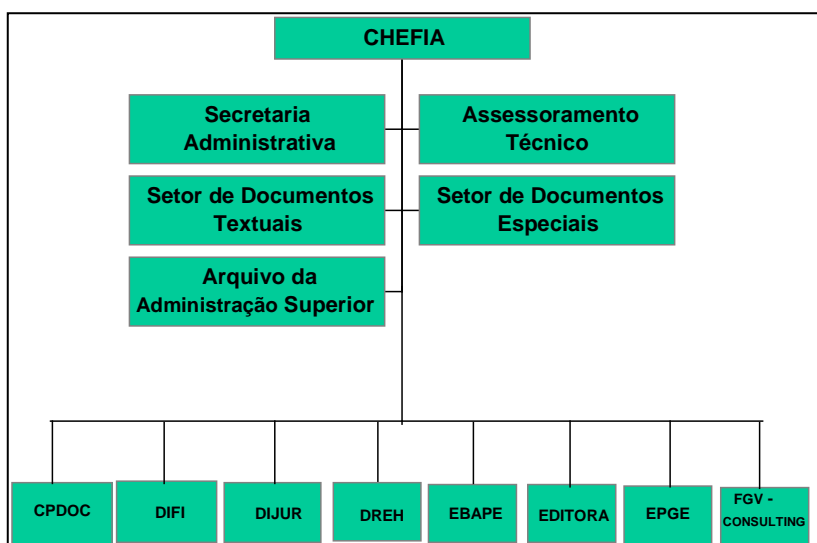 CHEFIA
Secretaria
Administrativa
Assessoramento
Técnico
Setor de Documentos
Textuais
Setor de Documentos
Especiais
Arquivo da
Administração Superior
CPDOC
DIFI
DIJUR
DREH
EBAPE
EDITORA
EPGE
FGV -
CONSULTING